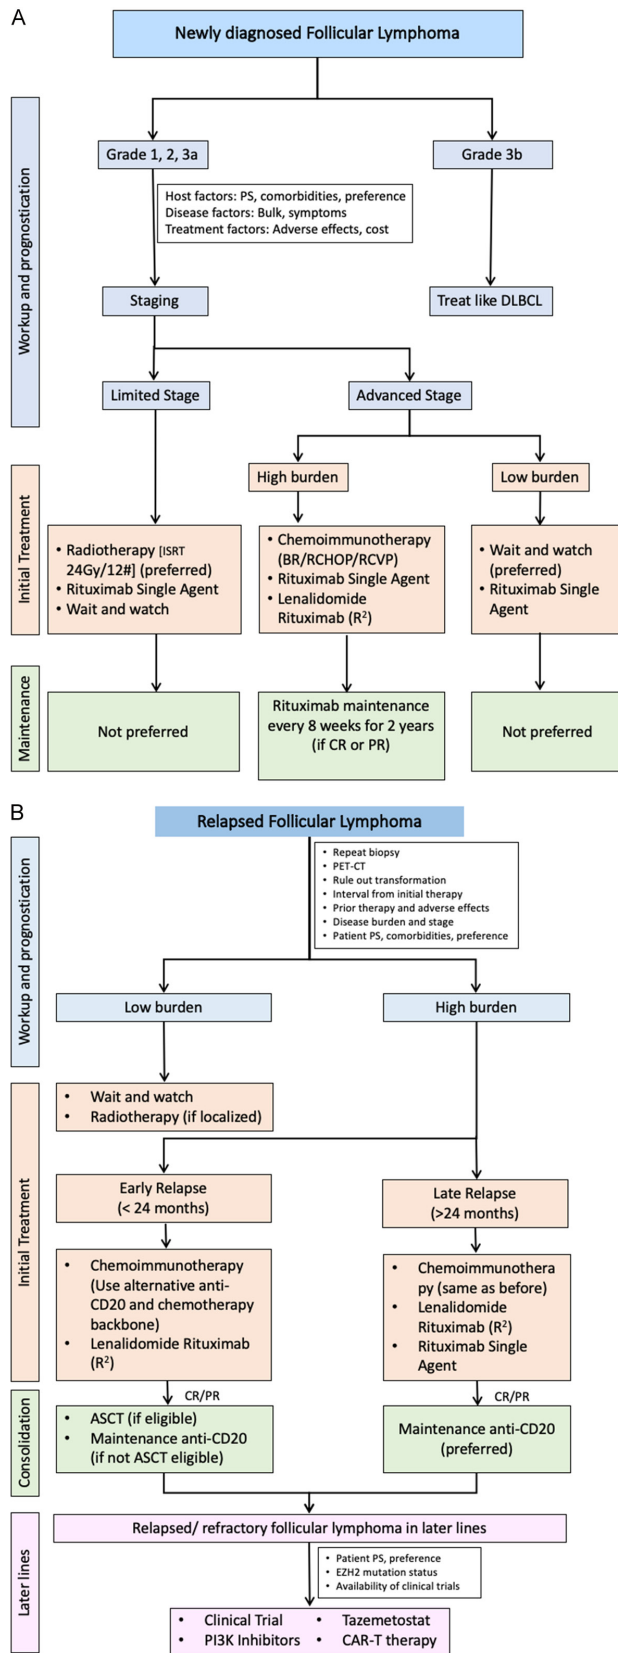 A
Newly diagnosed Follicular Lymphoma
Workup and prognostication
Grade 1, 2, 3a
Grade 3b
Host factors: PS, comorbidities, preference
Disease factors: Bulk, symptoms
Treatment factors: Adverse effects, cost
Staging
Treat like DLBCL
Limited Stage
Advanced Stage
High burden
Low burden
Initial Treatment
• Radiotherapy [ISRT
24Gy/12#] (preferred)
• Rituximab Single Agent
• Wait and watch
• Chemoimmunotherapy
(BR/RCHOP/RCVP)
• Rituximab Single Agent
• Lenalidomide
Rituximab (R²)
• Wait and watch
(preferred)
• Rituximab Single
Agent
Maintenance
Not preferred
Rituximab maintenance
every 8 weeks for 2 years
(if CR or PR)
Not preferred
B
Relapsed Follicular Lymphoma
Workup and prognostication
• Repeat biopsy
• PET-CT
• Rule out transformation
• Interval from initial therapy
• Prior therapy and adverse effects
• Disease burden and stage
• Patient PS, comorbidities, preference
Low burden
High burden
Initial Treatment
• Wait and watch
• Radiotherapy (if localized)
Early Relapse
(< 24 months)
Late Relapse
(>24 months)
• Chemoimmunotherapy
(Use alternative anti-
CD20 and chemotherapy
backbone)
• Lenalidomide Rituximab
(R²)
• Chemoimmunothera
py (same as before)
• Lenalidomide
Rituximab (R²)
• Rituximab Single
Agent
CR/PR
CR/PR
Consolidation
• ASCT (if eligible)
• Maintenance anti-CD20
(if not ASCT eligible)
Maintenance anti-CD20
(preferred)
Later lines
Relapsed/ refractory follicular lymphoma in later lines
• Patient PS, preference
• EZH2 mutation status
• Availability of clinical trials
• Clinical Trial
• PI3K Inhibitors
• Tazemetostat
• CAR-T therapy